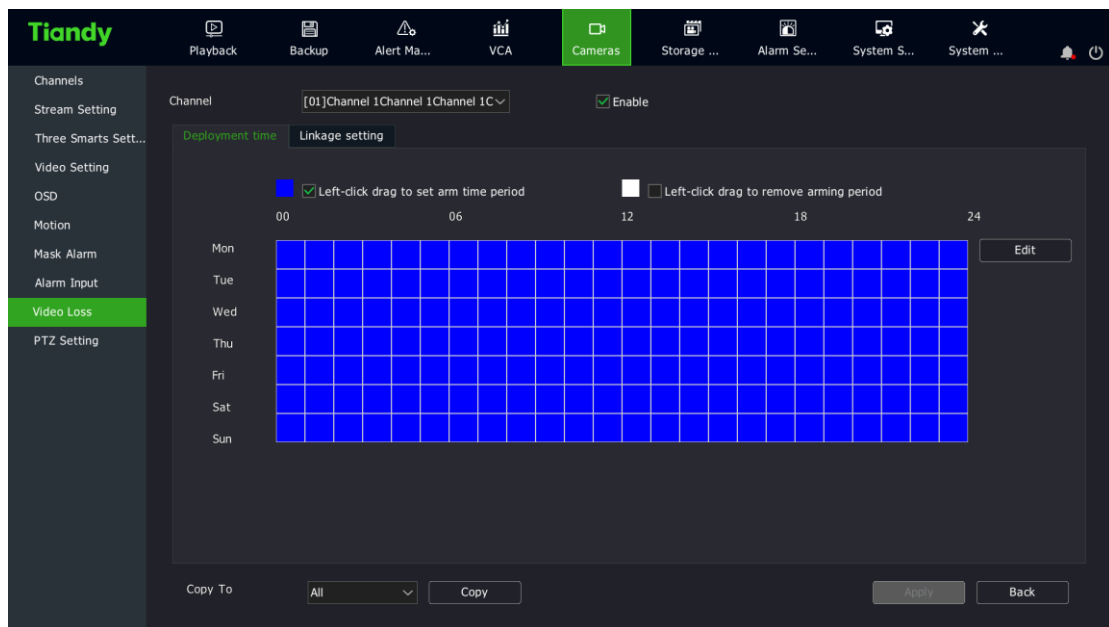 Tiandy
Playback Backup Alert Ma... VCA Cameras Storage ... Alarm Se... System S... System ...
Channels
Stream Setting
Three Smarts Sett...
Video Setting
OSD
Motion
Mask Alarm
Alarm Input
Video Loss
PTZ Setting
Channel [01]Channel 1Channel 1Channel 1C Enable
Deployment time Linkage setting
Left-click drag to set arm time period Left-click drag to remove arming period
00 06 12 18 24
Mon Edit
Tue
Wed
Thu
Fri
Sat
Sun
Copy To All Copy Apply Back